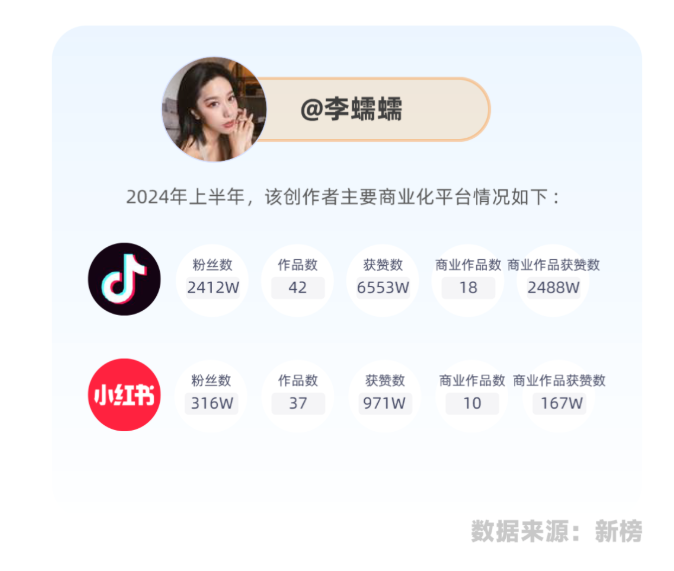 @李蠕蠕
2024年上半年，该创作者主要商业化平台情况如下：
粉丝数 作品数 获赞数 商业作品数 商业作品获赞数
2412W 42 6553W 18 2488W
小红书
粉丝数 作品数 获赞数 商业作品数 商业作品获赞数
316W 37 971W 10 167W
数据来源：新榜